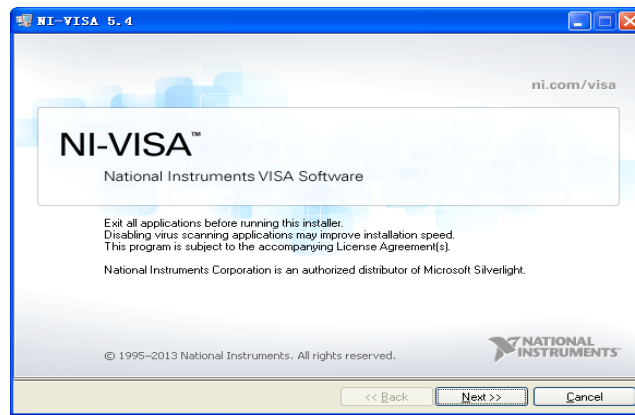 NI-VISA 5.4
ni.com/visa
NI-VISA™
National Instruments VISA Software
Exit all applications before running this installer.
Disabling virus scanning applications may improve installation speed.
This program is subject to the accompanying License Agreement(s).
National Instruments Corporation is an authorized distributor of Microsoft Silverlight.
© 1995–2013 National Instruments. All rights reserved.
NATIONAL
INSTRUMENTS™
<< Back Next >> Cancel